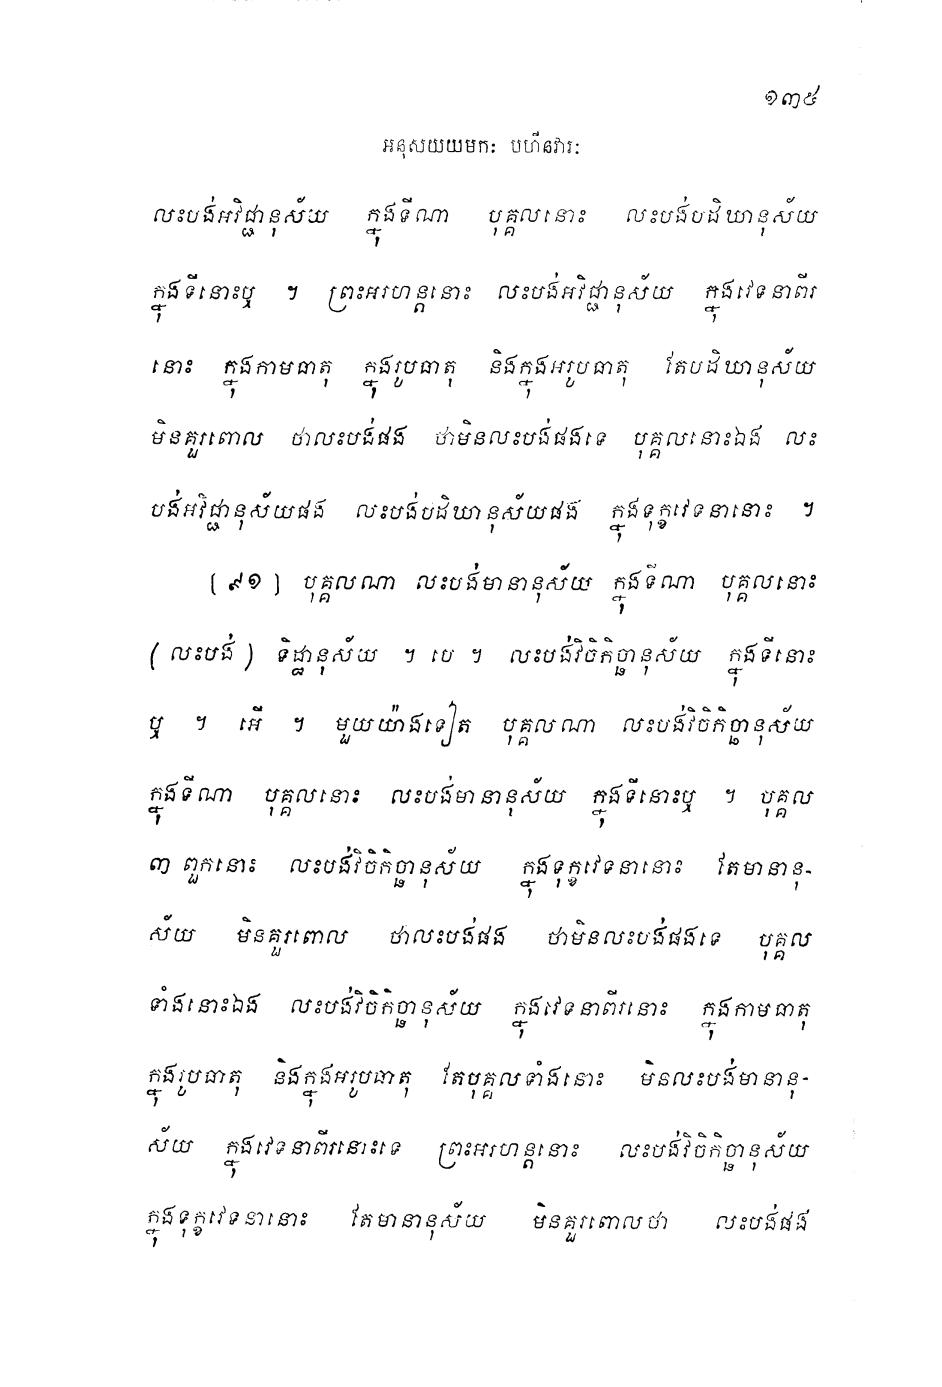 ១៣៥
អនុសយយមក: បហីនវារ:
លះបង់អវិជ្ជានុស័យ ក្នុងទីណា បុគ្គលនោះ លះបង់បដិឃានុស័យ
ក្នុងទីនោះឬ ។ ព្រះអរហន្តនោះ លះបង់អវិជ្ជានុស័យ ក្នុងវេទនាពីរ
នោះ ក្នុងកាមធាតុ ក្នុងរូបធាតុ និងក្នុងអរូបធាតុ តែបដិឃានុស័យ
មិនគួរពោល ថាលះបង់ផង ថាមិនលះបង់ផងទេ បុគ្គលនោះឯង លះ
បង់អវិជ្ជានុស័យផង លះបង់បដិឃានុស័យផង ក្នុងទុក្ខវេទនានោះ ។
(៩១) បុគ្គលណា លះបង់មានានុស័យ ក្នុងទីណា បុគ្គលនោះ
(លះបង់) ទិដ្ឋានុស័យ ។ បេ ។ លះបង់វិចិកិច្ឆានុស័យ ក្នុងទីនោះ
ឬ ។ អើ ។ មួយយ៉ាងទៀត បុគ្គលណា លះបង់វិចិកិច្ឆានុស័យ
ក្នុងទីណា បុគ្គលនោះ លះបង់មានានុស័យ ក្នុងទីនោះឬ ។ បុគ្គល
៣ ពួកនោះ លះបង់វិចិកិច្ឆានុស័យ ក្នុងទុក្ខវេទនានោះ តែមានានុ-
ស័យ មិនគួរពោល ថាលះបង់ផង ថាមិនលះបង់ផងទេ បុគ្គល
ទាំងនោះឯង លះបង់វិចិកិច្ឆានុស័យ ក្នុងវេទនាពីរនោះ ក្នុងកាមធាតុ
ក្នុងរូបធាតុ និងក្នុងអរូបធាតុ តែបុគ្គលទាំងនោះ មិនលះបង់មានានុ-
ស័យ ក្នុងវេទនាពីរនោះទេ ព្រះអរហន្តនោះ លះបង់វិចិកិច្ឆានុស័យ
ក្នុងទុក្ខវេទនានោះ តែមានានុស័យ មិនគួរពោលថា លះបង់ផង